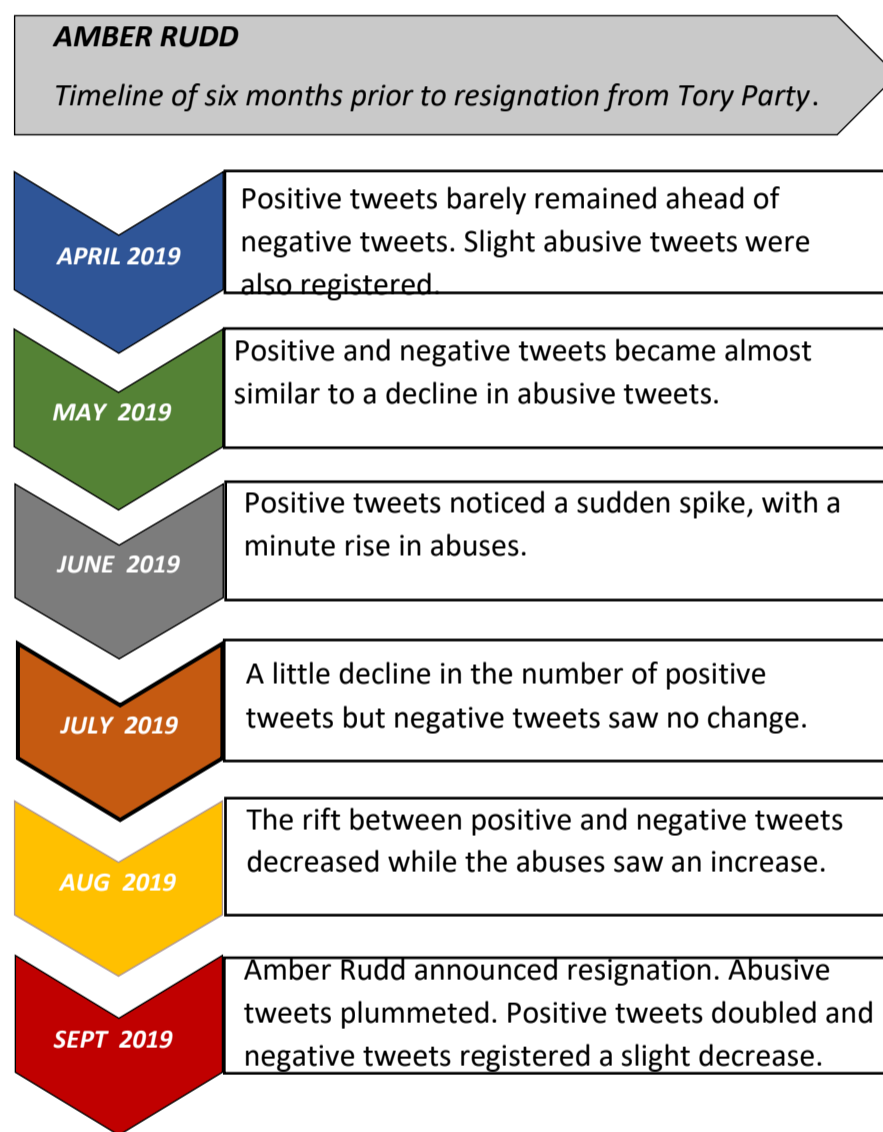 AMBER RUDD
Timeline of six months prior to resignation from Tory Party.
APRIL 2019
Positive tweets barely remained ahead of
negative tweets. Slight abusive tweets were
also registered.
MAY 2019
Positive and negative tweets became almost
similar to a decline in abusive tweets.
JUNE 2019
Positive tweets noticed a sudden spike, with a
minute rise in abuses.
JULY 2019
A little decline in the number of positive
tweets but negative tweets saw no change.
AUG 2019
The rift between positive and negative tweets
decreased while the abuses saw an increase.
SEPT 2019
Amber Rudd announced resignation. Abusive
tweets plummeted. Positive tweets doubled and
negative tweets registered a slight decrease.